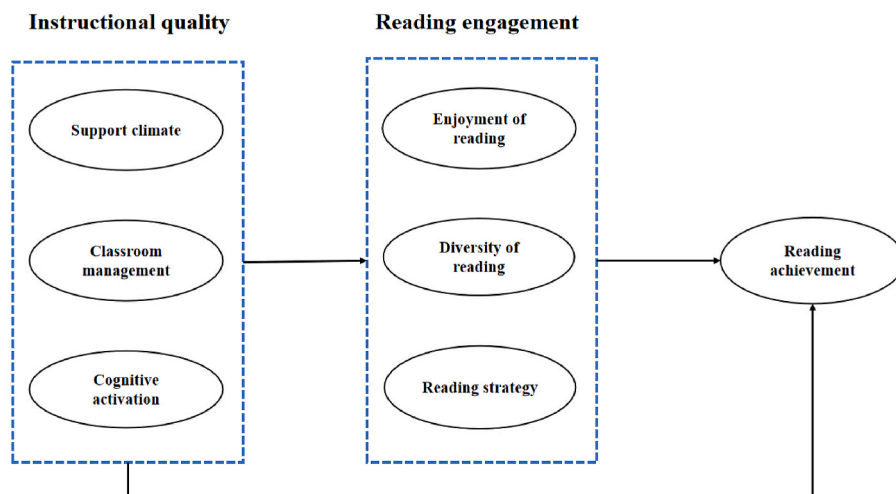 Instructional quality
Reading engagement
Support climate
Enjoyment of
reading
Classroom
management
Diversity of
reading
Reading
achievement
Cognitive
activation
Reading strategy